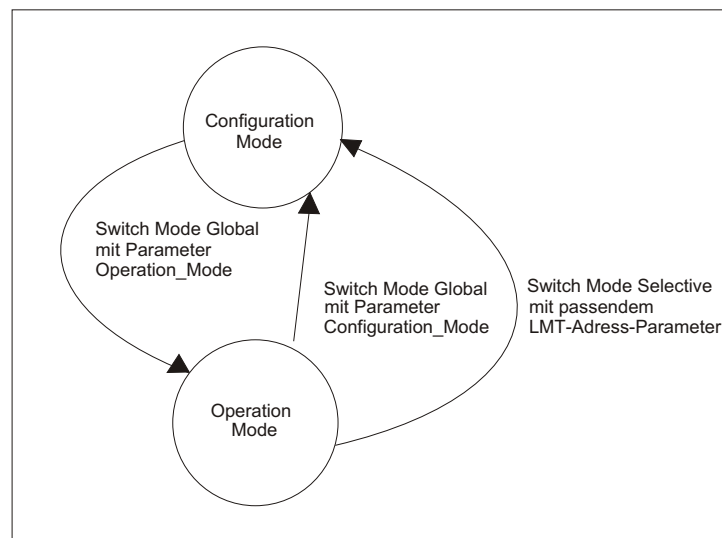 Configuration
Mode
Switch Mode Global
mit Parameter
Operation_Mode
Switch Mode Global
mit Parameter
Configuration_Mode
Switch Mode Selective
mit passendem
LMT-Adress-Parameter
Operation
Mode